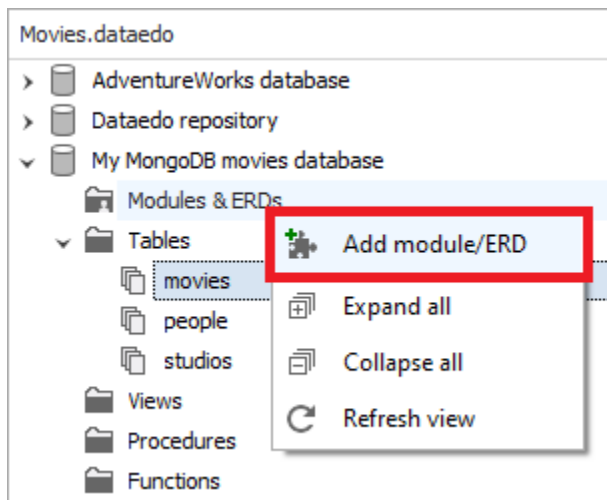 Movies.dataedo
AdventureWorks database
Dataedo repository
My MongoDB movies database
Modules & ERDs
Tables
Add module/ERD
movies
Expand all
people
Collapse all
studios
Views
Refresh view
Procedures
Functions